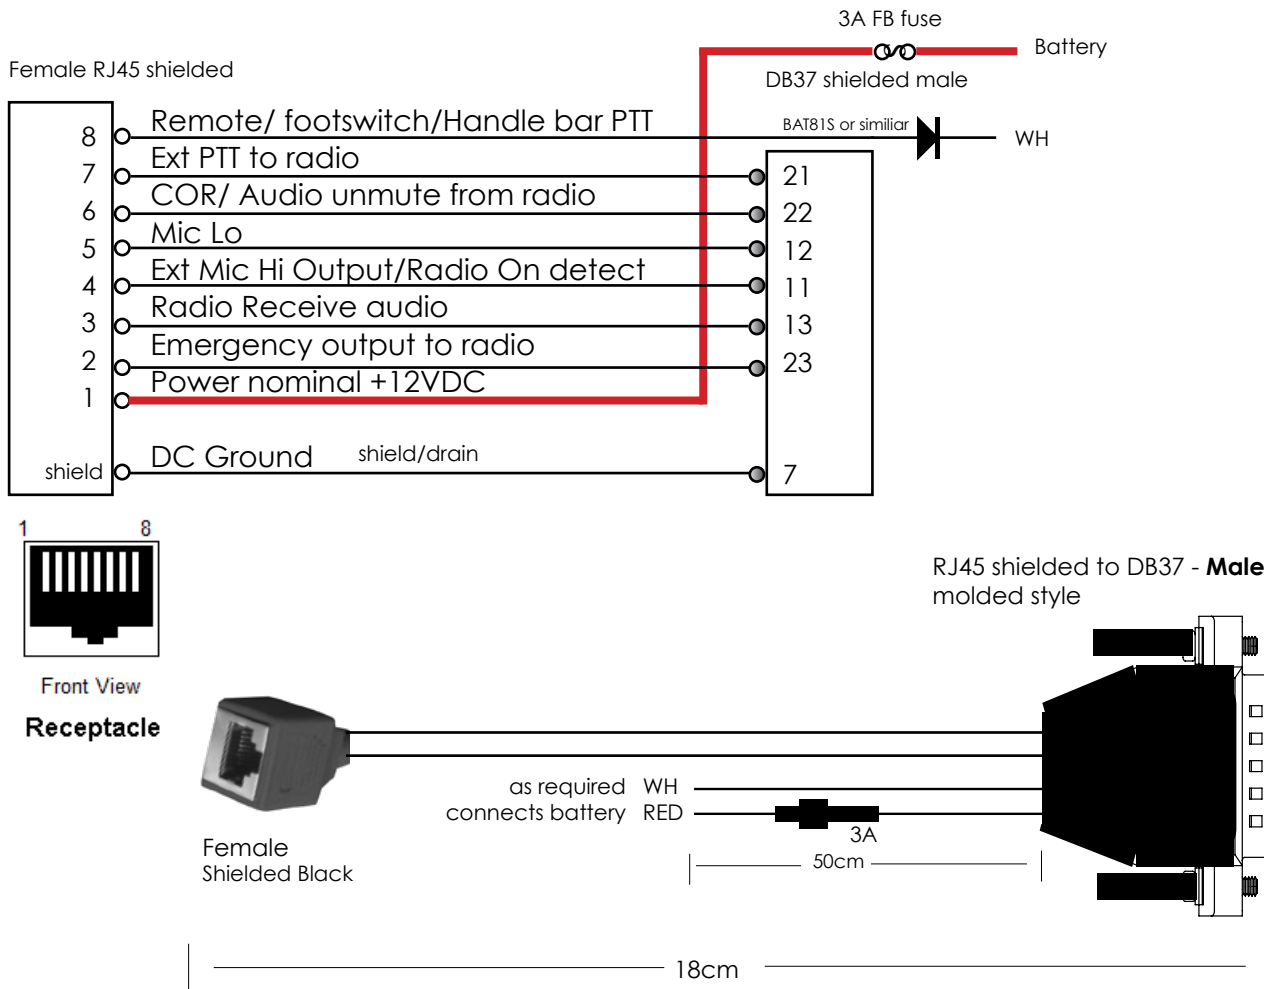 3A FB fuse
Battery
Female RJ45 shielded
DB37 shielded male
8 Remote/ footswitch/Handle bar PTT BAT81S or similiar WH
7 Ext PTT to radio 21
6 COR/ Audio unmute from radio 22
5 Mic Lo 12
4 Ext Mic Hi Output/Radio On detect 11
3 Radio Receive audio 13
2 Emergency output to radio 23
1 Power nominal +12VDC
shield DC Ground shield/drain 7
1 8
Front View
Receptacle
RJ45 shielded to DB37 - Male
molded style
as required WH
connects battery RED
3A
50cm
Female
Shielded Black
18cm